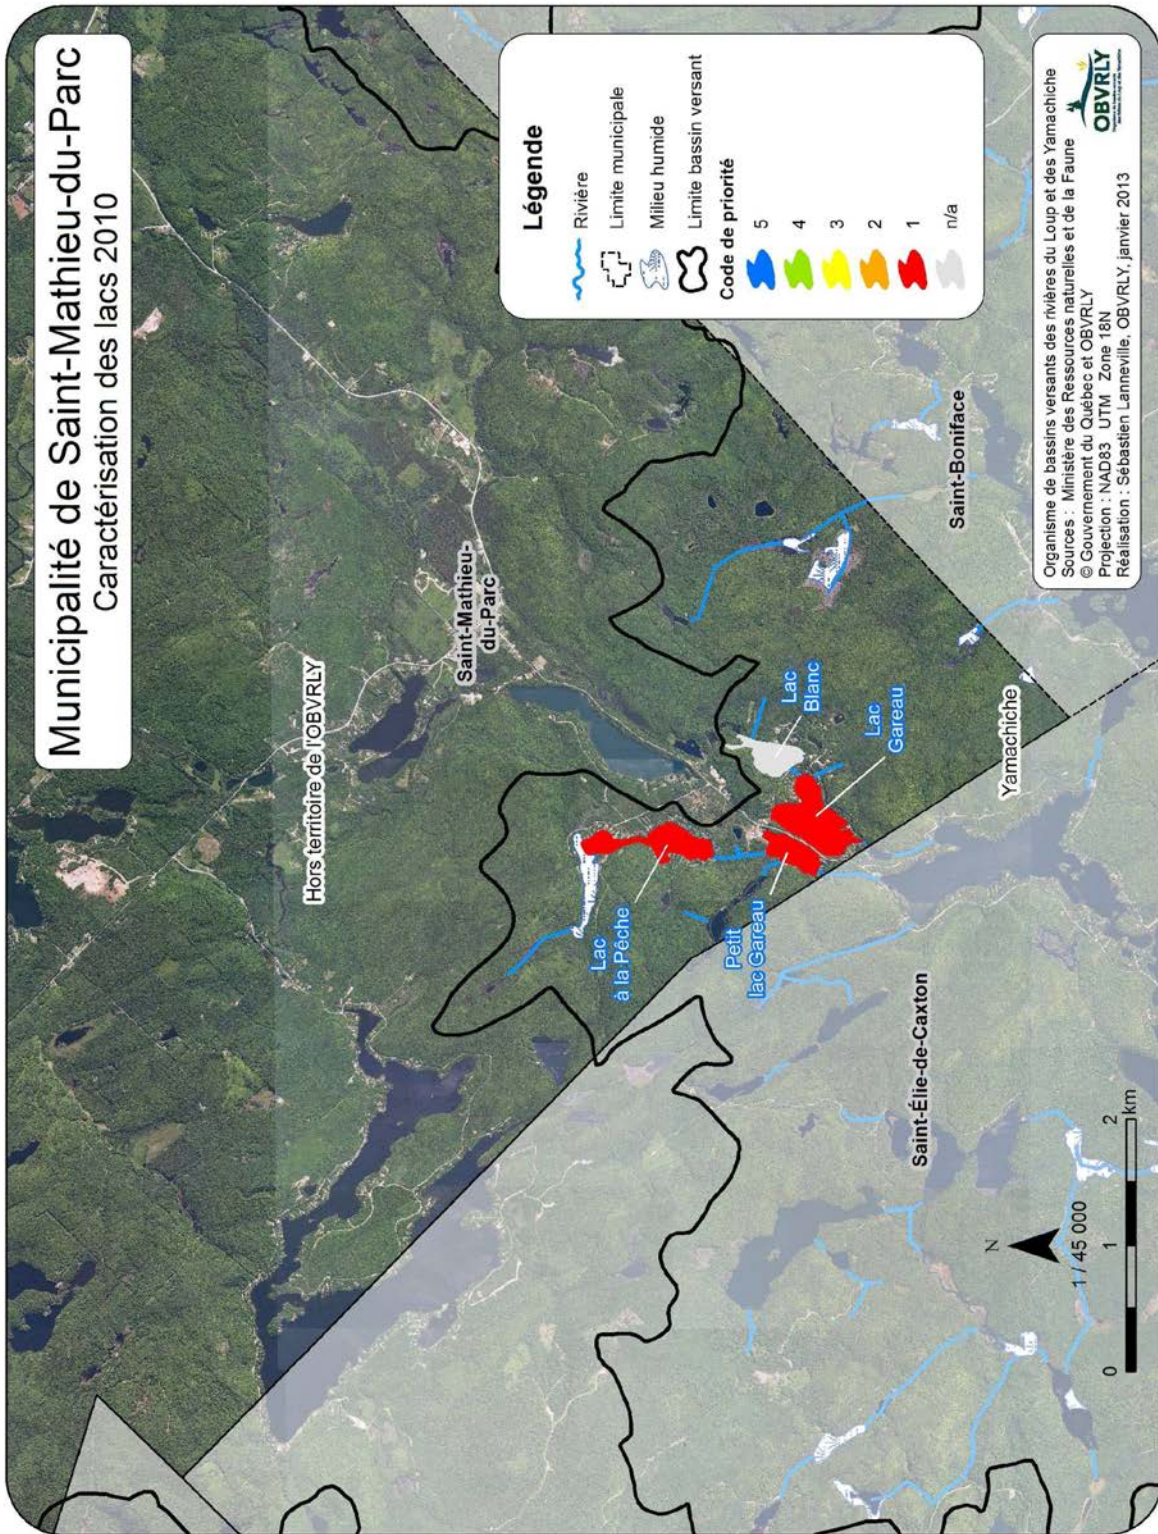 Municipalité de Saint-Mathieu-du-Parc
Caractérisation des lacs 2010
Hors territoire de l'OBVRLY
Saint-Mathieu-
du-Parc
Lac
à la Pêche
Petit
lac Gareau
Lac
Blanc
Lac
Gareau
Yamachiche
Saint-Boniface
Saint-Élie-de-Caxton
Légende
Rivière
Limite municipale
Milieu humide
Limite bassin versant
Code de priorité
5
4
3
2
1
n/a
N
1 / 45 000
0
1
2
km
Organisme de bassins versants des rivières du Loup et des Yamachiche
Sources : Ministère des Ressources naturelles et de la Faune
© Gouvernement du Québec et OBVRLY
Projection : NAD83 UTM Zone 18N
Réalisation : Sébastien Lanneville, OBVRLY, janvier 2013
OBVRLY